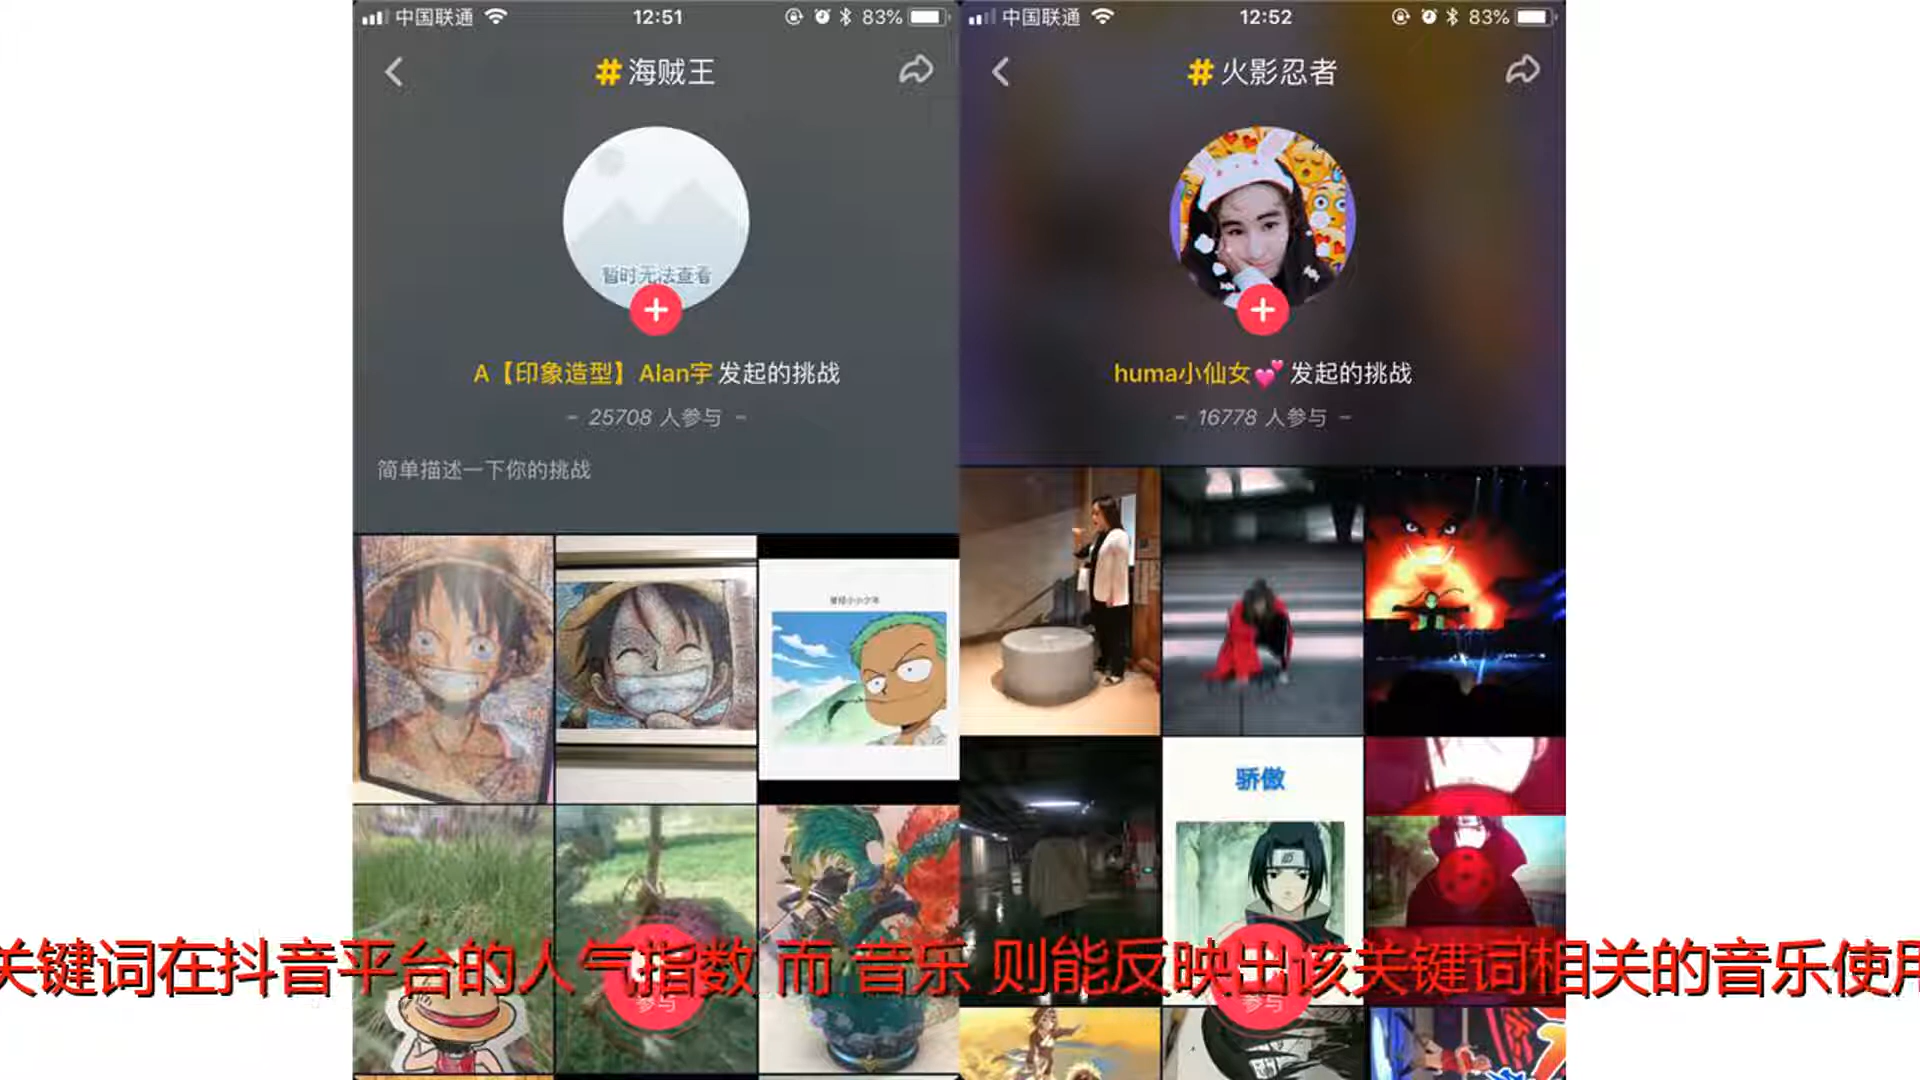 中国联通
12:51
83%
#海贼王
暂时无法查看
A【印象造型】Alan宇 发起的挑战
- 25708 人参与 -
简单描述一下你的挑战
参与
中国联通
12:52
83%
#火影忍者
huma小仙女💕 发起的挑战
- 16778 人参与 -
骄傲
参与
关键词在抖音平台的人气指数 而 音乐 则能反映出该关键词相关的音乐使用